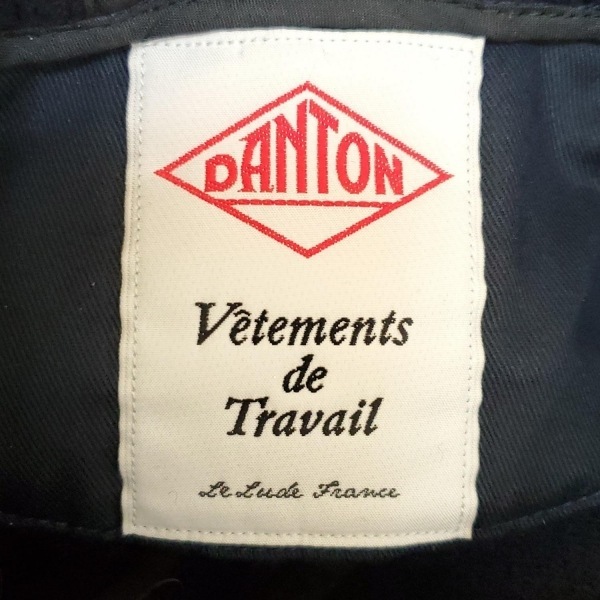 DANTON
Vêtements
de
Travail
Le Lude France